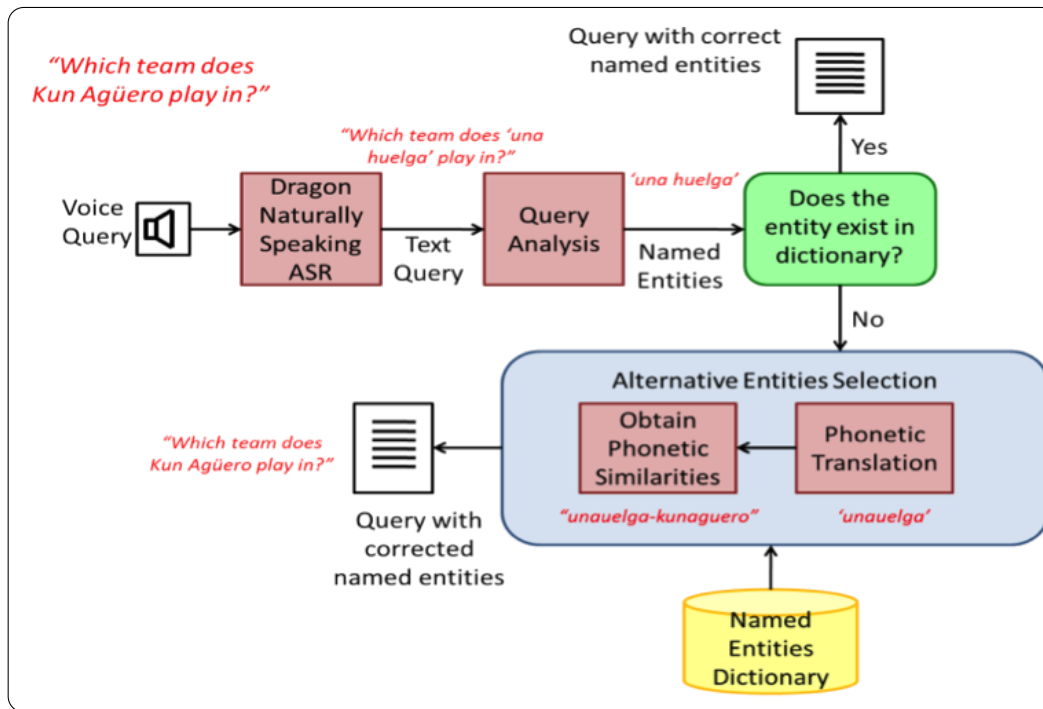 “Which team does
Kun Agüero play in?”
Query with correct
named entities
Yes
“Which team does ‘una
huelga’ play in?”
‘una huelga’
Voice
Query
Dragon
Naturally
Speaking
ASR
Text
Query
Query
Analysis
Named
Entities
Does the
entity exist in
dictionary?
No
Alternative Entities Selection
Obtain
Phonetic
Similarities
Phonetic
Translation
“unauelga-kunaguero”
‘unauelga’
“Which team does
Kun Agüero play in?”
Query with
corrected
named entities
Named
Entities
Dictionary